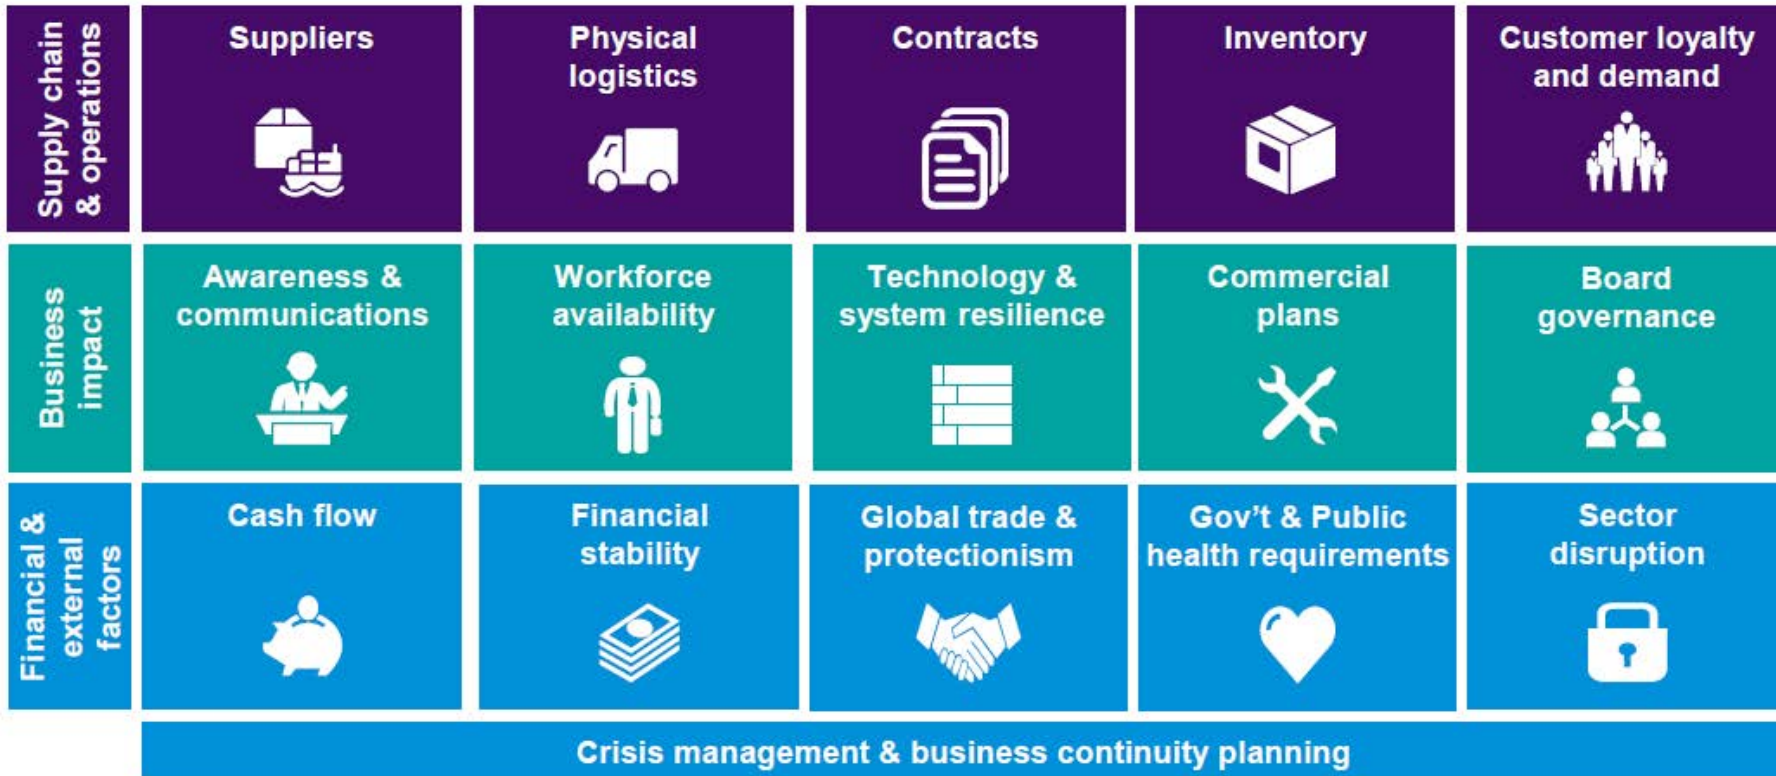 Supply chain
& operations
Suppliers
Physical
logistics
Contracts
Inventory
Customer loyalty
and demand
Business
impact
Awareness &
communications
Workforce
availability
Technology &
system resilience
Commercial
plans
Board
governance
Financial &
external
factors
Cash flow
Financial
stability
Global trade &
protectionism
Gov't & Public
health requirements
Sector
disruption
Crisis management & business continuity planning